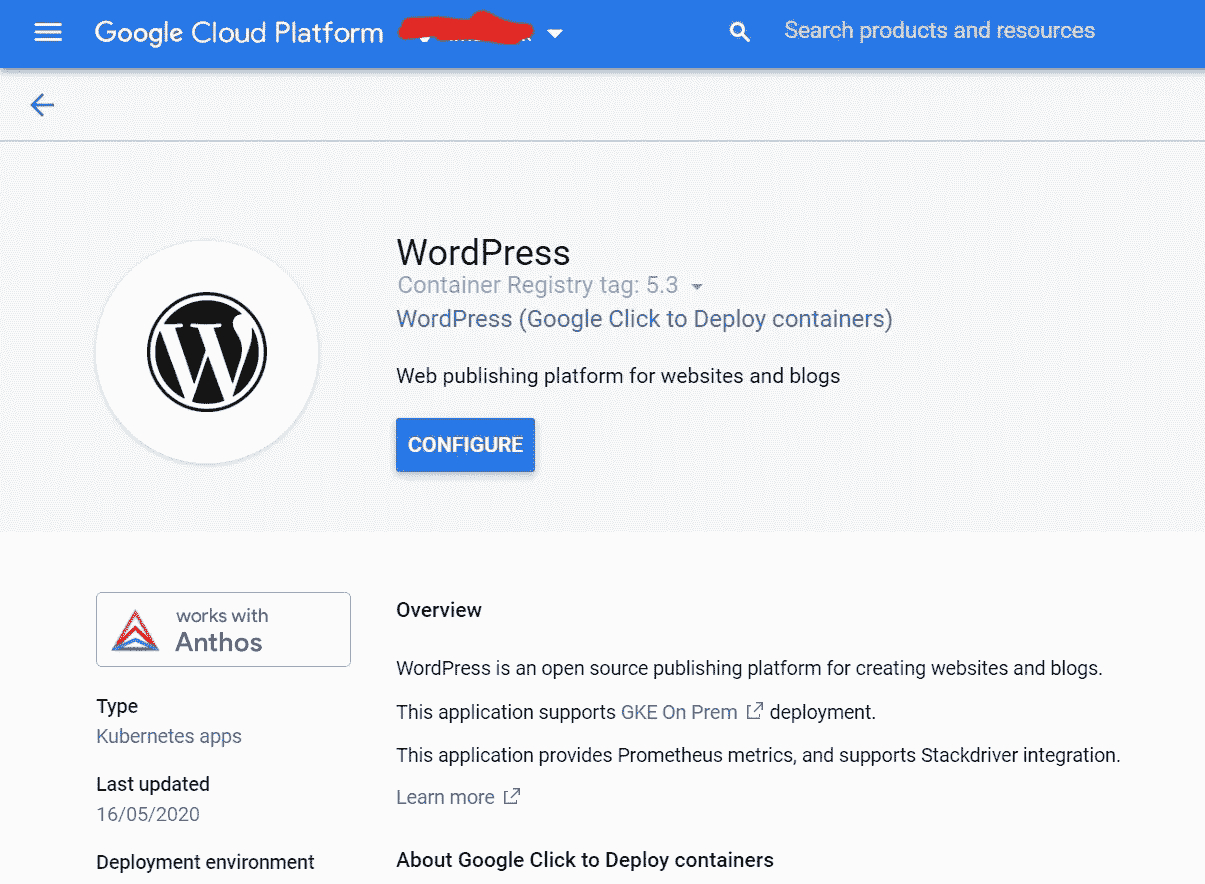 Google Cloud Platform
Search products and resources
WordPress
Container Registry tag: 5.3
WordPress (Google Click to Deploy containers)
Web publishing platform for websites and blogs
CONFIGURE
works with
Anthos
Overview
WordPress is an open source publishing platform for creating websites and blogs.
Type
Kubernetes apps
This application supports GKE On Prem deployment.
This application provides Prometheus metrics, and supports Stackdriver integration.
Last updated
16/05/2020
Learn more
Deployment environment
About Google Click to Deploy containers